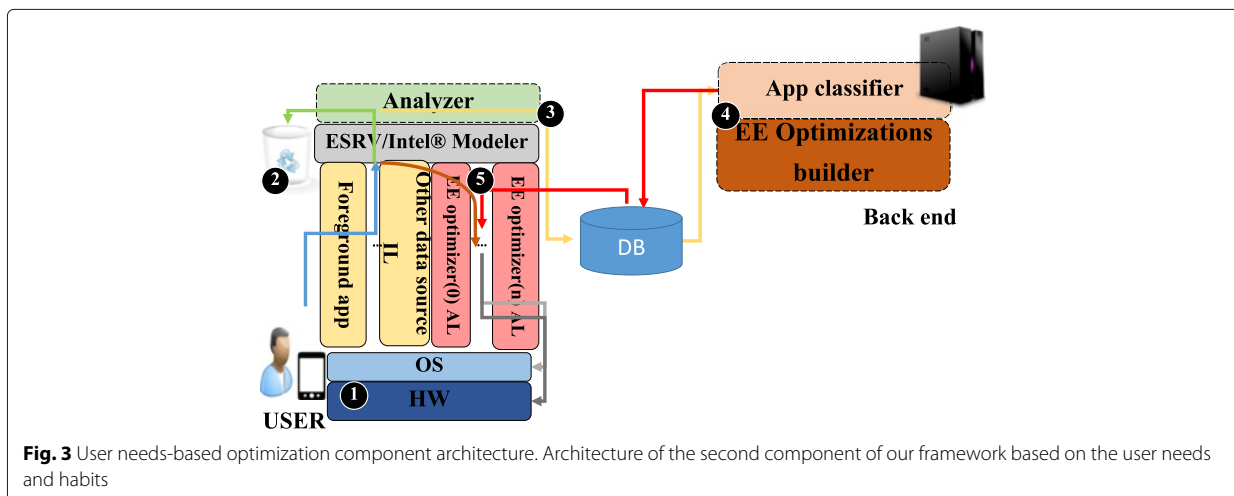 App classifier
EE Optimizations
builder
Back end
Analyzer
ESRV/Intel® Modeler
3
4
2
5
Foreground app
...
Other data source
IL
EE optimizer(0) AL
...
EE optimizer(n) AL
DB
OS
HW
1
USER
Fig. 3 User needs-based optimization component architecture. Architecture of the second component of our framework based on the user needs
and habits